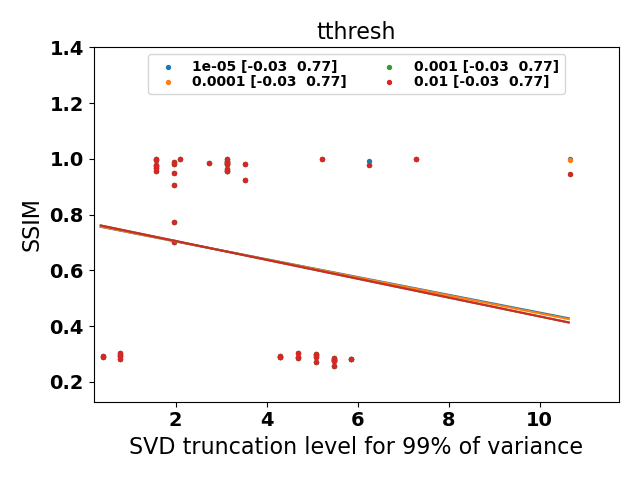 tthresh
1e-05 [-0.03 0.77]
0.0001 [-0.03 0.77]
0.001 [-0.03 0.77]
0.01 [-0.03 0.77]
1.4
1.2
1.0
0.8
0.6
0.4
0.2
SSIM
2 4 6 8 10
SVD truncation level for 99% of variance